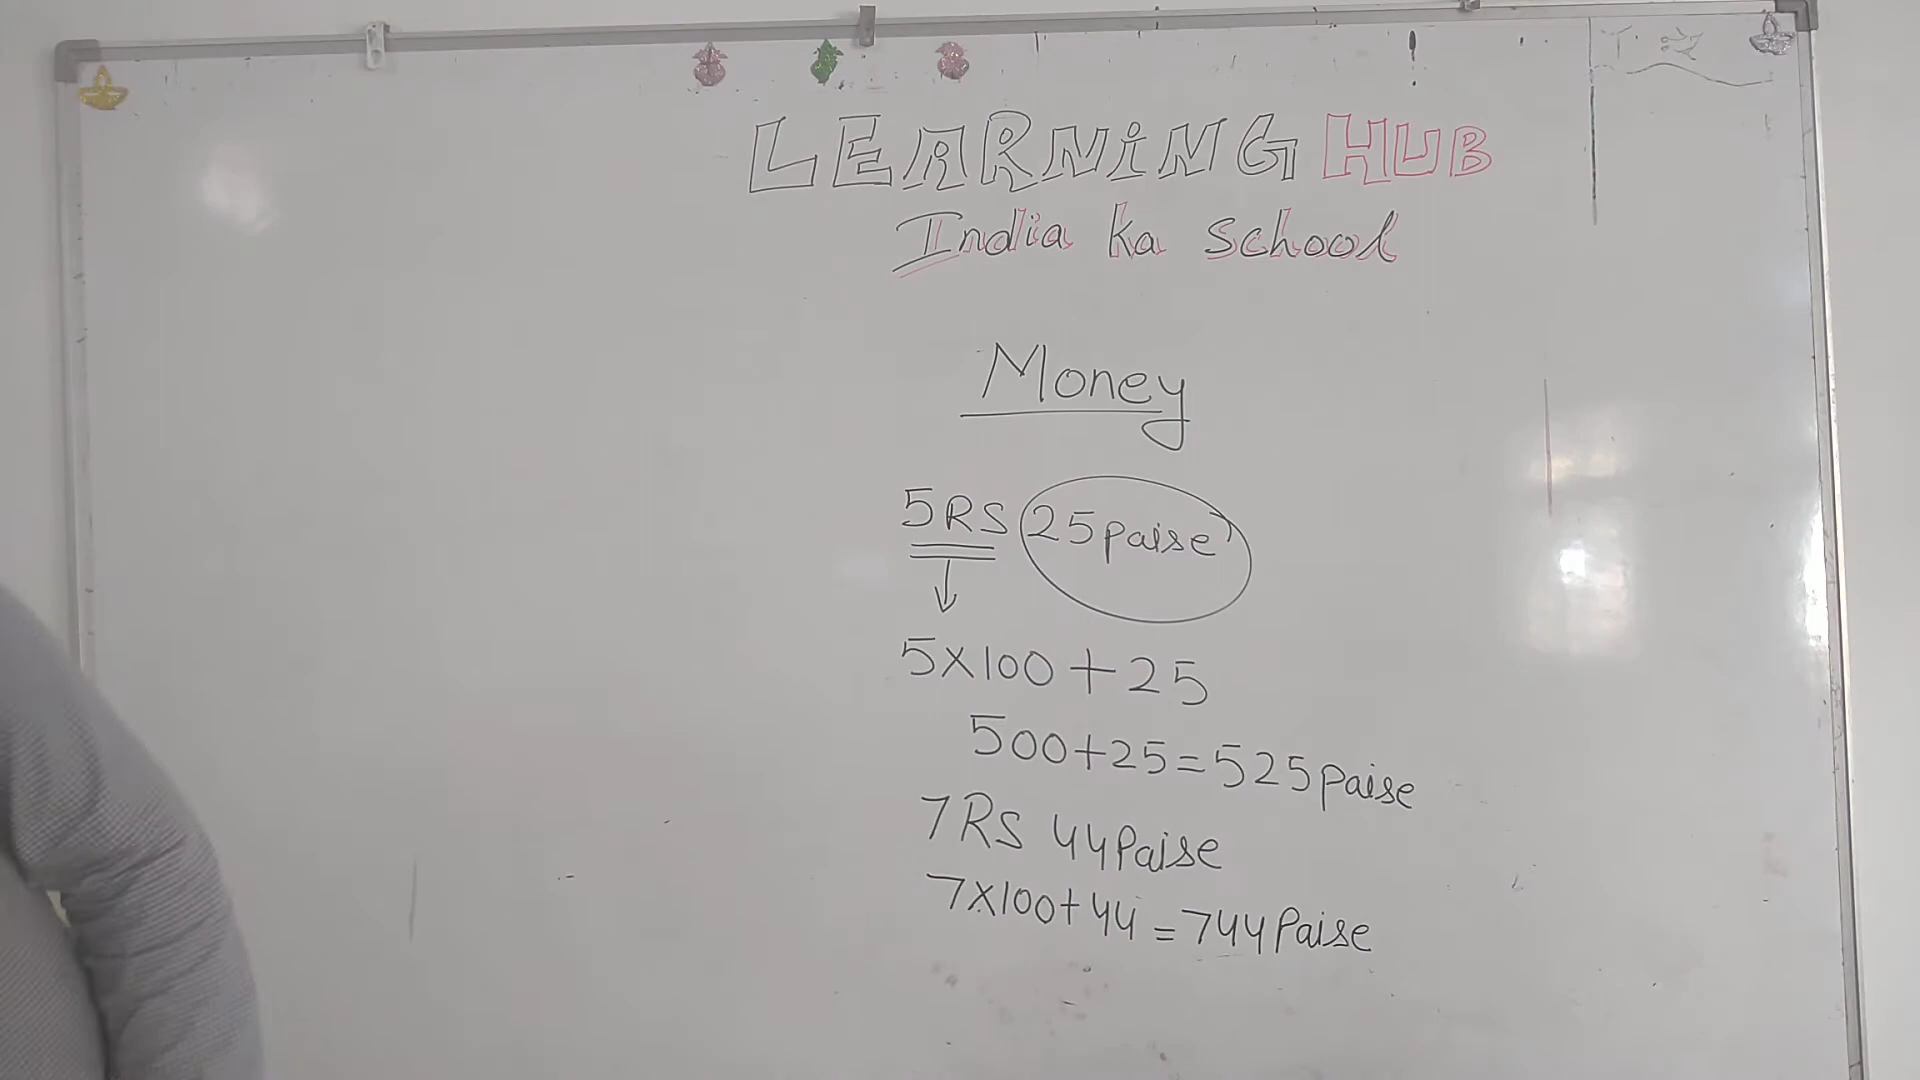 LEARNING HUB
India ka school
Money
5RS 25paise
5x100+25
500+25=525paise
7RS 44Paise
7x100+44=744Paise